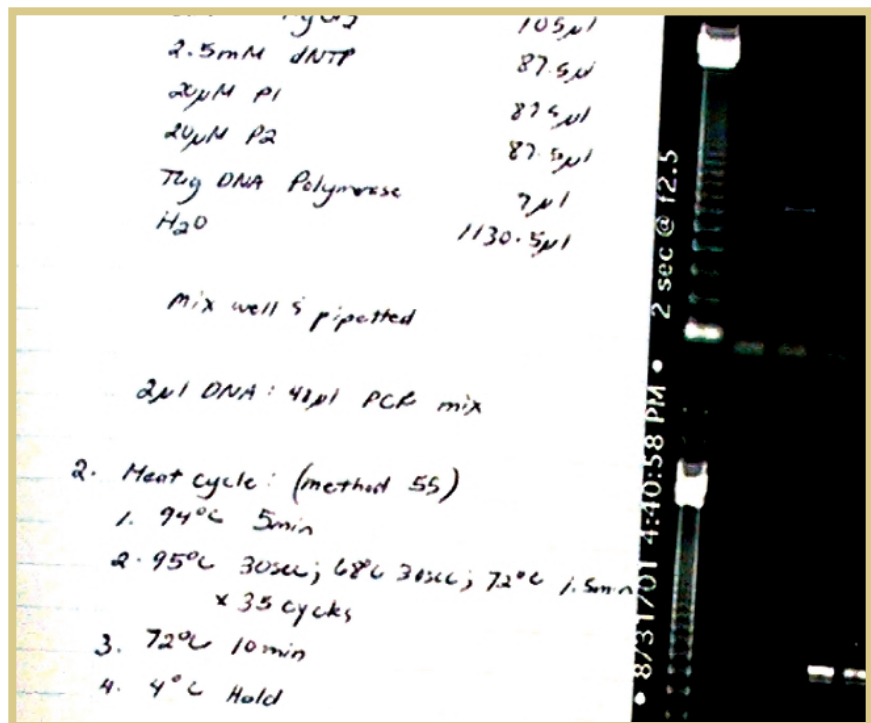 105µl
2.5mM dNTP 87.5µl
20µM P1 87.5µl
20µM P2 87.5µl
Taq DNA Polymerase 7µl
H2O 1130.5µl
Mix well & pipetted
2µl DNA : 48µl PCR mix
2. Heat cycle: (method 55)
1. 94°C 5min
2. 95°C 30sec; 68°C 30sec; 72°C 1.5min
x 35 cycles
3. 72°C 10min
4. 4°C Hold
• 8/31/01 4:40:58 PM • 2 sec @ f2.5